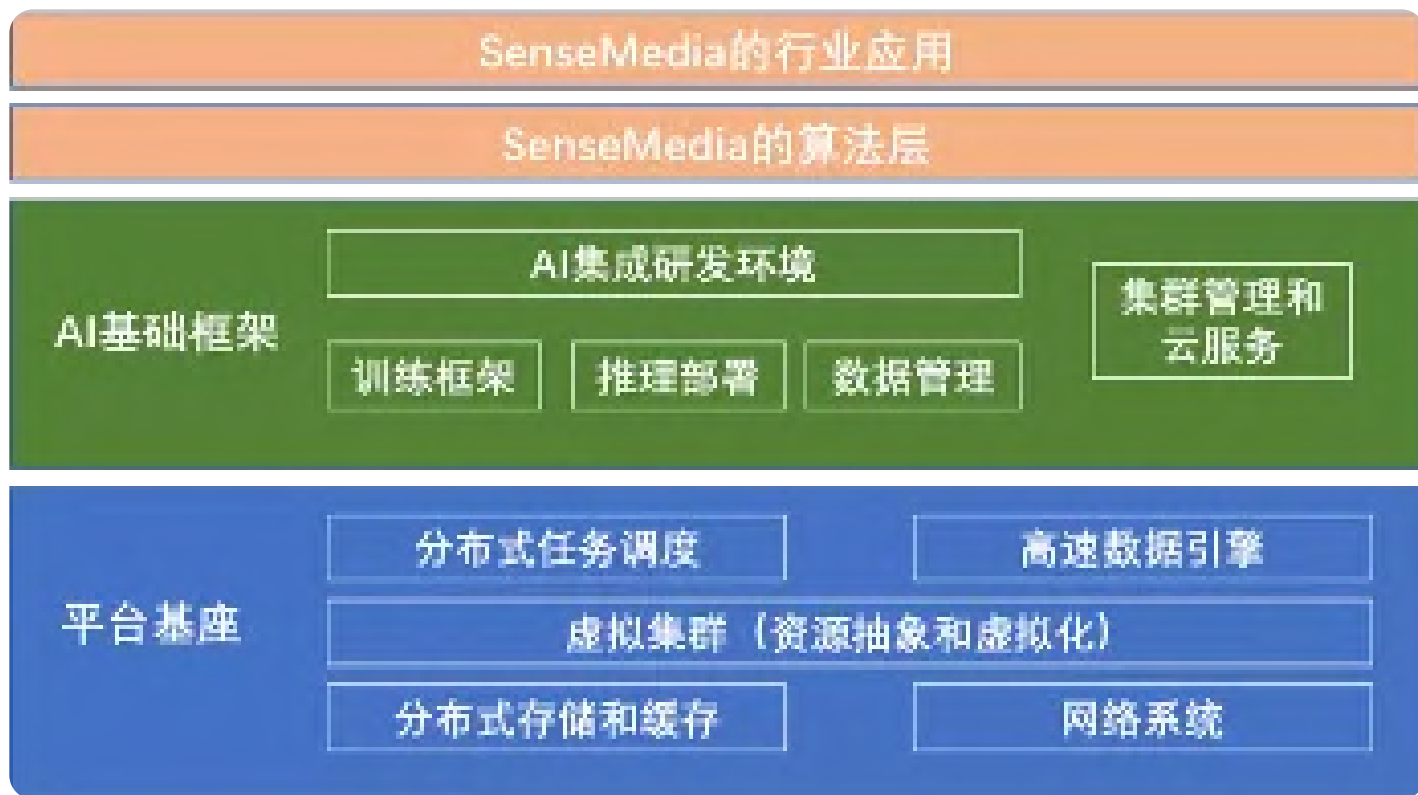 SenseMedia的行业应用
SenseMedia的算法层
AI基础框架
AI集成研发环境
训练框架
推理部署
数据管理
集群管理和
云服务
平台基座
分布式任务调度
高速数据引擎
虚拟集群（资源抽象和虚拟化）
分布式存储和缓存
网络系统